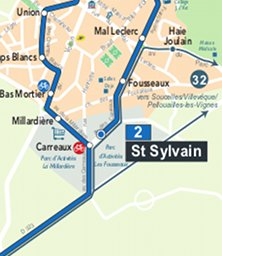 Union
Mal Leclerc
Haie
Joulain
ps Blancs
Fousseaux
32
vers Soucelles/Villevêque/
Pellouailles-les-Vignes
Bas Mortier
Millardière
2
St Sylvain
Carreaux
Parc
d'Activités
La Millardière
Parc
d'Activités
Les Fousseaux